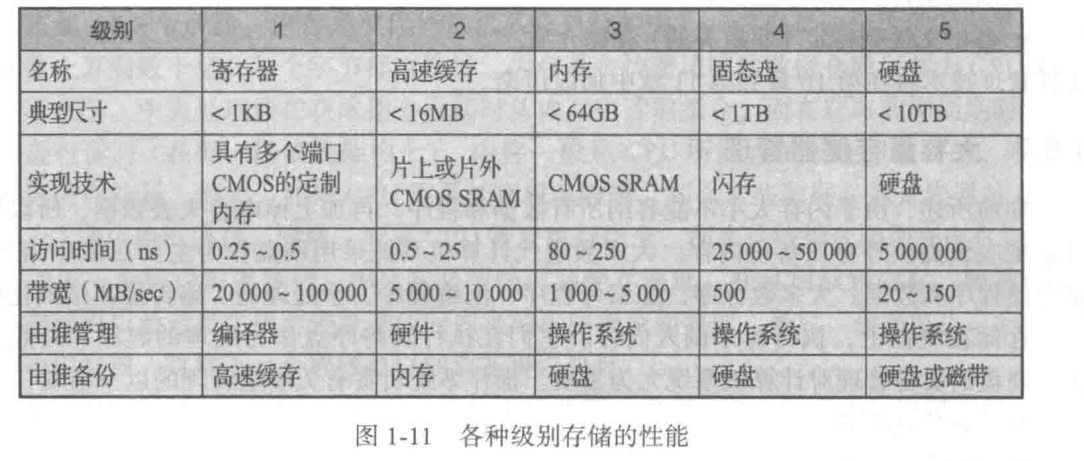 级别 1 2 3 4 5
名称 寄存器 高速缓存 内存 固态盘 硬盘
典型尺寸 < 1KB < 16MB < 64GB < 1TB < 10TB
实现技术 具有多个端口 CMOS的定制 内存 片上或片外 CMOS SRAM CMOS SRAM 闪存 硬盘
访问时间（ns） 0.25 ~ 0.5 0.5 ~ 25 80 ~ 250 25 000 ~ 50 000 5 000 000
带宽（MB/sec） 20 000 ~ 100 000 5 000 ~ 10 000 1 000 ~ 5 000 500 20 ~ 150
由谁管理 编译器 硬件 操作系统 操作系统 操作系统
由谁备份 高速缓存 内存 硬盘 硬盘 硬盘或磁带
图 1-11 各种级别存储的性能